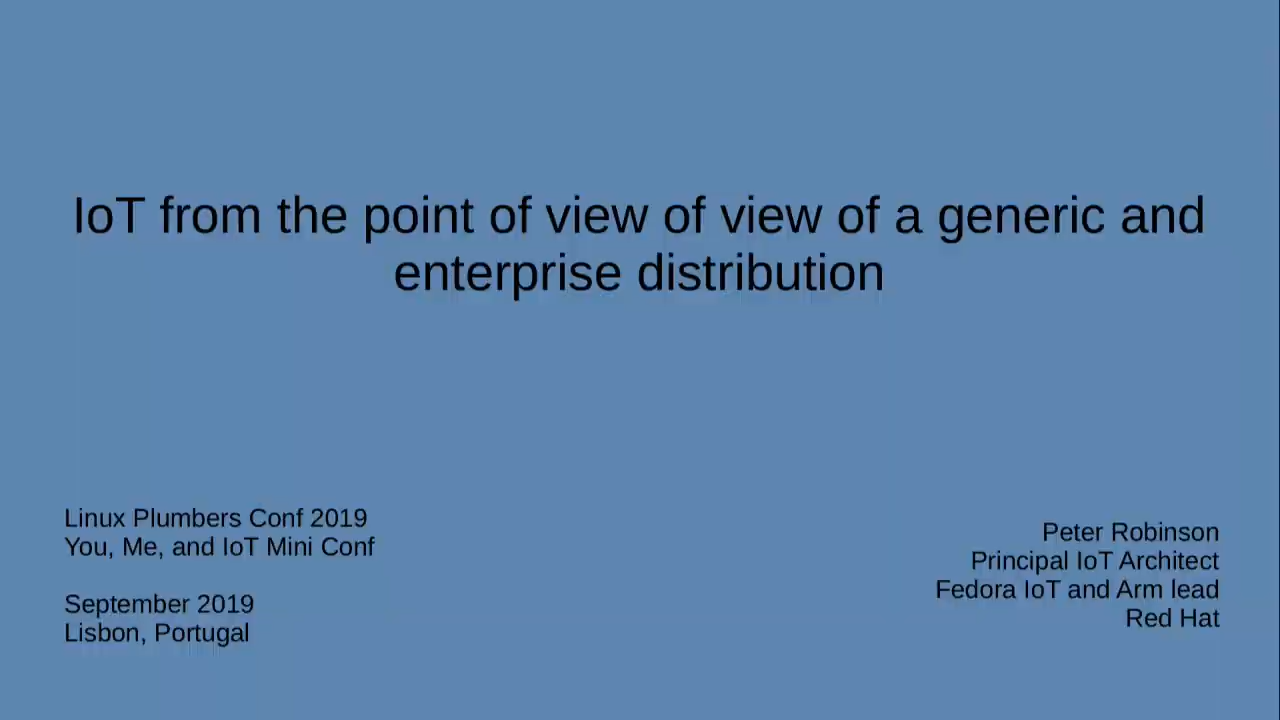 IoT from the point of view of view of a generic and
enterprise distribution
Linux Plumbers Conf 2019
You, Me, and IoT Mini Conf
September 2019
Lisbon, Portugal
Peter Robinson
Principal IoT Architect
Fedora IoT and Arm lead
Red Hat